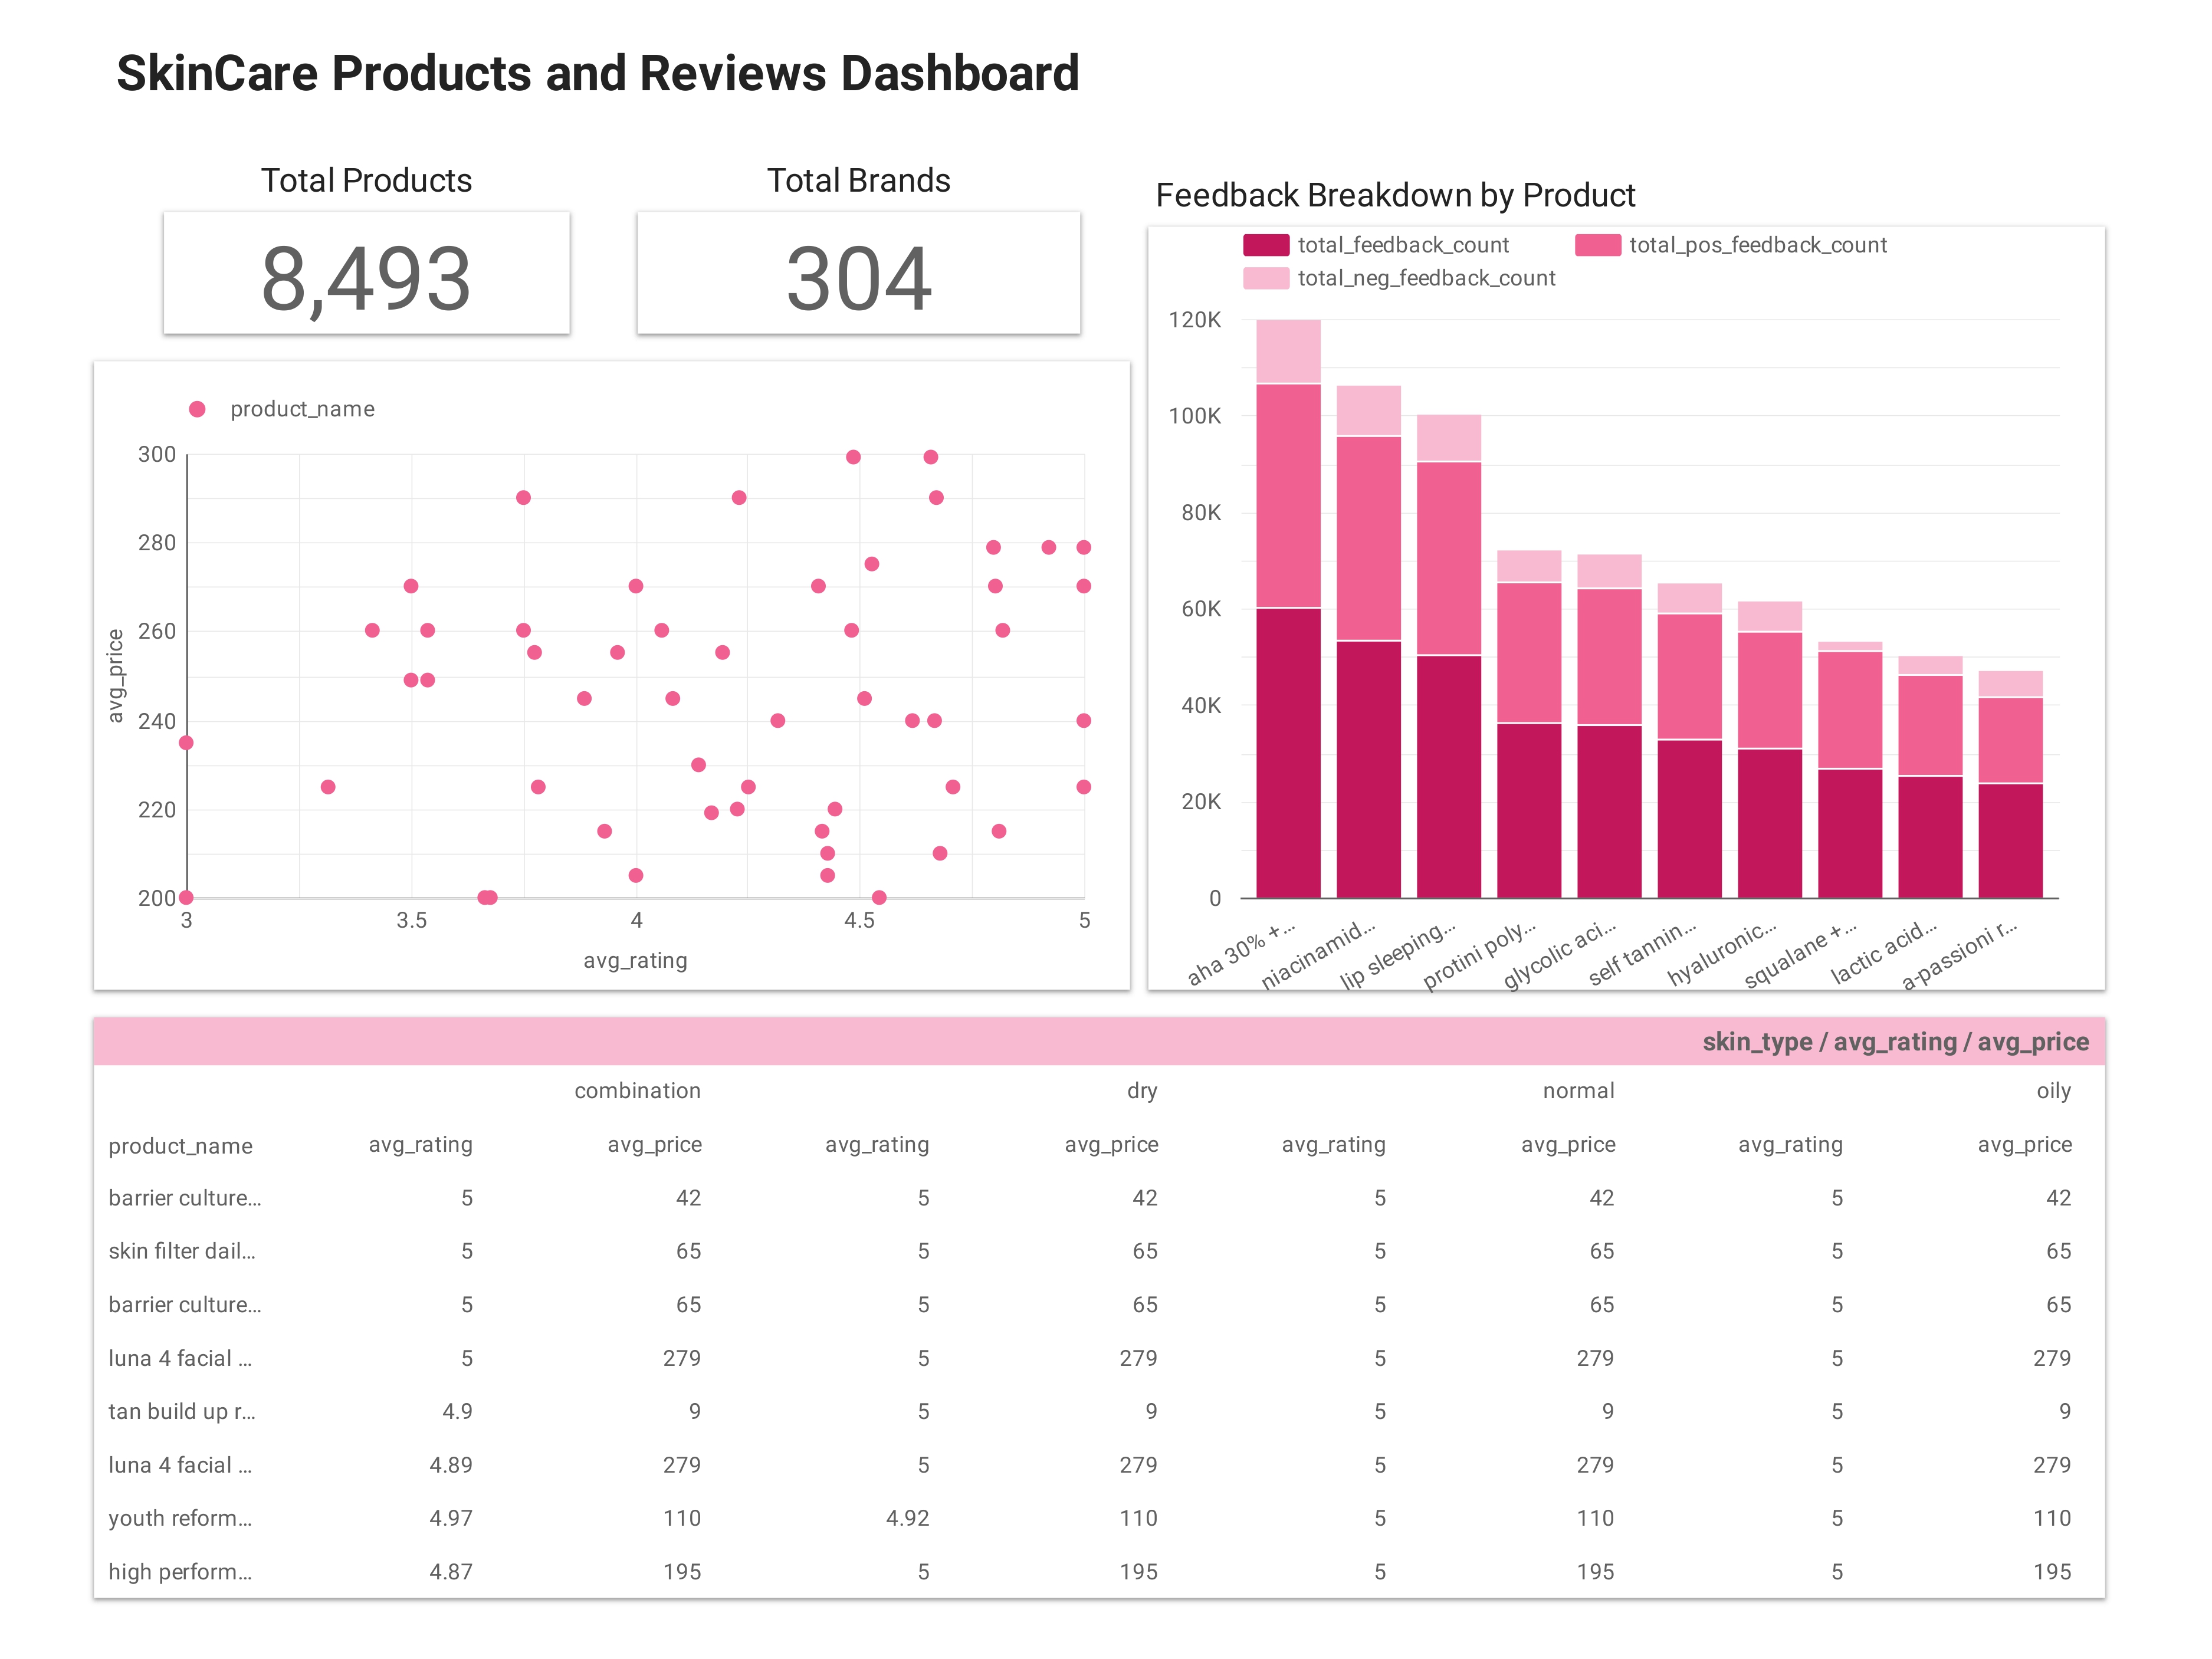 SkinCare Products and Reviews Dashboard
Total Products
8,493
Total Brands
304
product_name
300
280
260
240
220
200
avg_price
3 3.5 4 4.5 5
avg_rating
Feedback Breakdown by Product
total_feedback_count total_pos_feedback_count
total_neg_feedback_count
120K
100K
80K
60K
40K
20K
0
aha 30% +...
niacinamid...
lip sleeping...
protini poly...
glycolic aci...
self tannin...
hyaluronic...
squalane +...
lactic acid...
a-passioni r...
skin_type / avg_rating / avg_price
combination dry normal oily
product_name avg_rating avg_price avg_rating avg_price avg_rating avg_price avg_rating avg_price
barrier culture... 5 42 5 42 5 42 5 42
skin filter dail... 5 65 5 65 5 65 5 65
barrier culture... 5 65 5 65 5 65 5 65
luna 4 facial ... 5 279 5 279 5 279 5 279
tan build up r... 4.9 9 5 9 5 9 5 9
luna 4 facial ... 4.89 279 5 279 5 279 5 279
youth reform... 4.97 110 4.92 110 5 110 5 110
high perform... 4.87 195 5 195 5 195 5 195